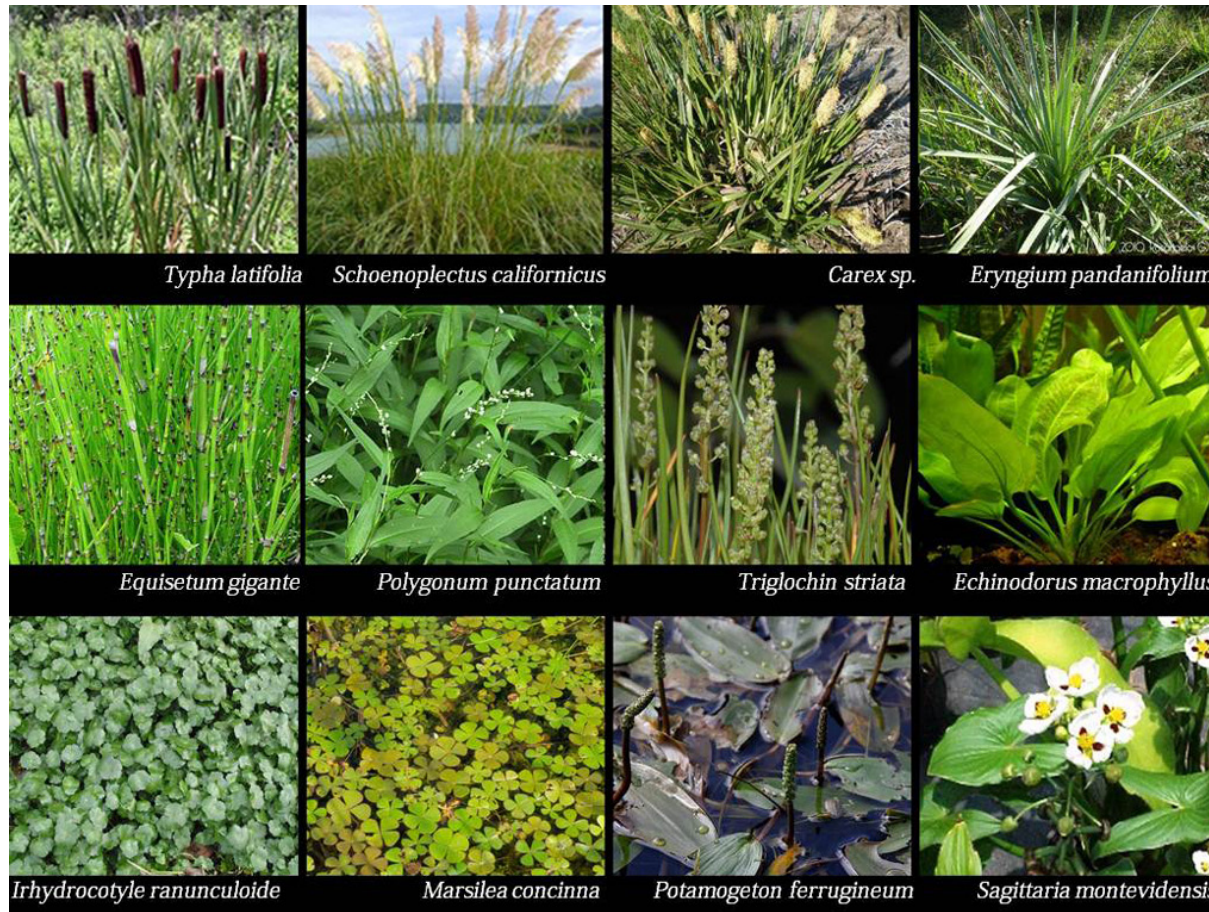 2010 
Typha latifolia
Schoenoplectus californicus
Carex sp.
Eryngium pandanifolium
Equisetum gigante
Polygonum punctatum
Triglochin striata
Echinodorus macrophyllus
Irhydrocotyle ranunculoide
Marsilea concinna
Potamogeton ferrugineum
Sagittaria montevidensis